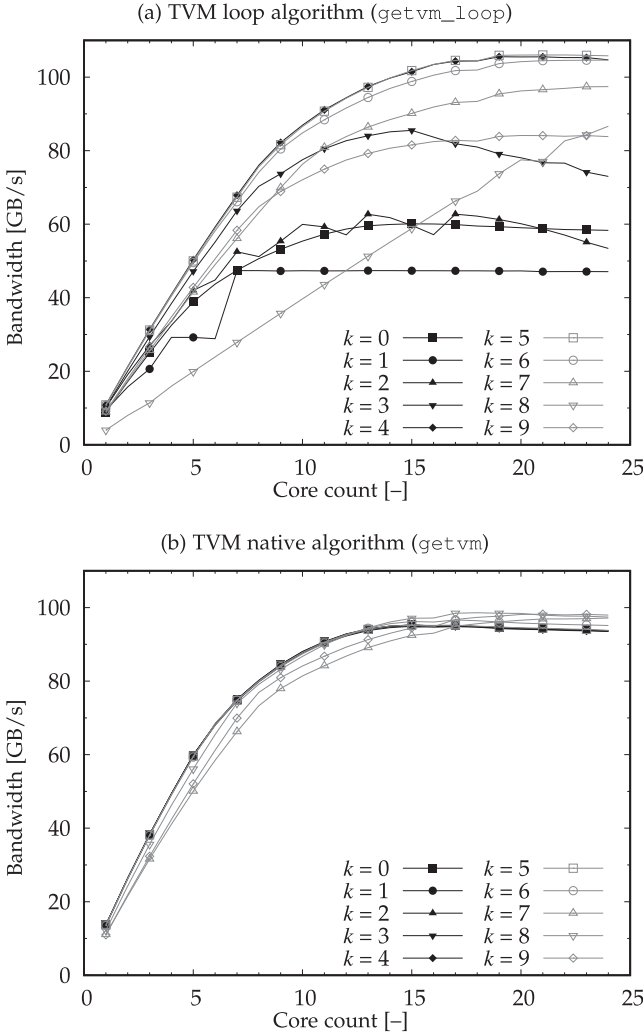 (a) TVM loop algorithm (getvm_loop)
100
80
60
40
20
0
Bandwidth [GB/s]
k = 0
k = 1
k = 2
k = 3
k = 4
k = 5
k = 6
k = 7
k = 8
k = 9
0 5 10 15 20 25
Core count [–]
(b) TVM native algorithm (getvm)
100
80
60
40
20
0
Bandwidth [GB/s]
k = 0
k = 1
k = 2
k = 3
k = 4
k = 5
k = 6
k = 7
k = 8
k = 9
0 5 10 15 20 25
Core count [–]